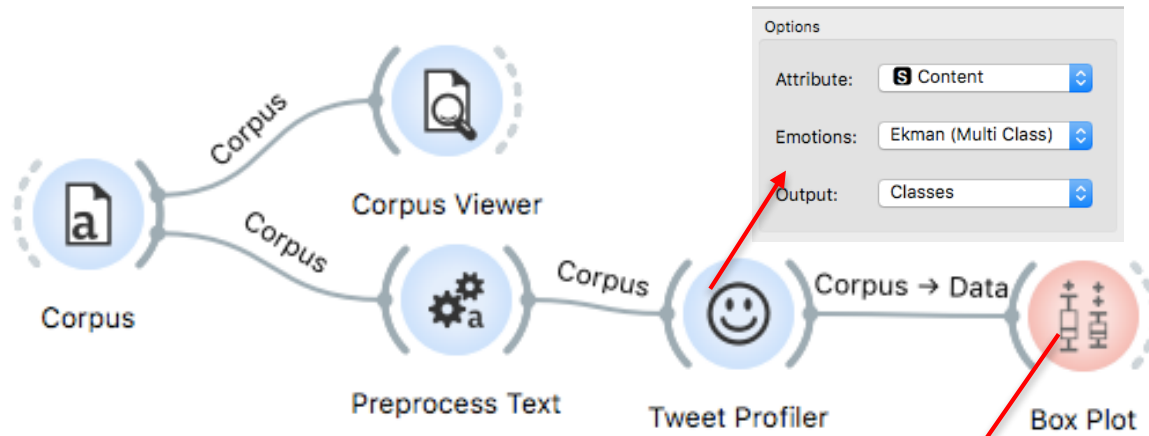 Options
Attribute: S Content
Emotions: Ekman (Multi Class)
Output: Classes
Corpus
Corpus Viewer
a
Corpus
Corpus
Corpus → Data
Corpus
a
Preprocess Text
Tweet Profiler
Box Plot